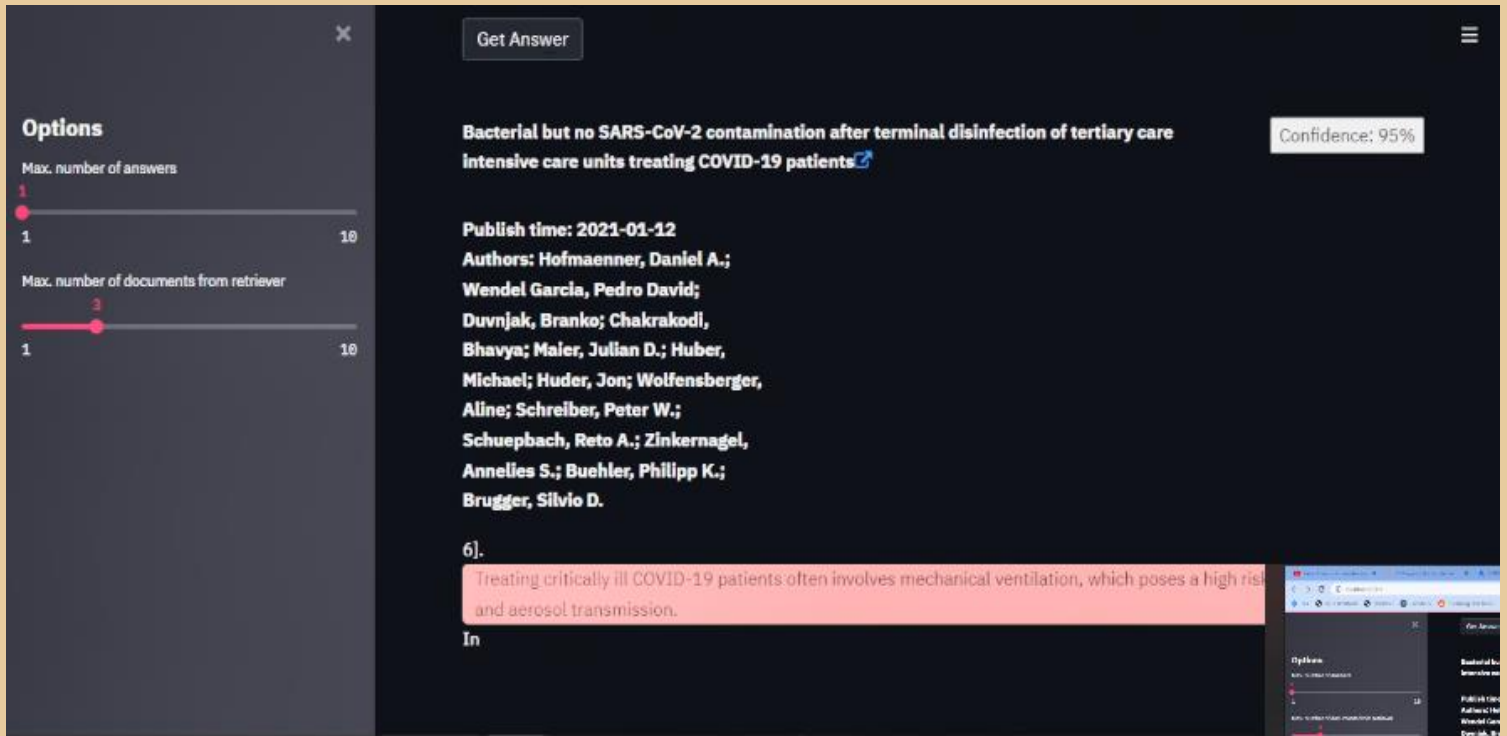 ×
Options
Max. number of answers
1
1 10
Max. number of documents from retriever
3
1 10
Get Answer
☰
Bacterial but no SARS-CoV-2 contamination after terminal disinfection of tertiary care
intensive care units treating COVID-19 patients
Confidence: 95%
Publish time: 2021-01-12
Authors: Hofmaenner, Daniel A.;
Wendel Garcia, Pedro David;
Duvnjak, Branko; Chakrakodi,
Bhavya; Maier, Julian D.; Huber,
Michael; Huder, Jon; Wolfensberger,
Aline; Schreiber, Peter W.;
Schuepbach, Reto A.; Zinkernagel,
Annelies S.; Buehler, Philipp K.;
Brugger, Silvio D.
6].
Treating critically ill COVID-19 patients often involves mechanical ventilation, which poses a high risk
and aerosol transmission.
In
Options
1 10